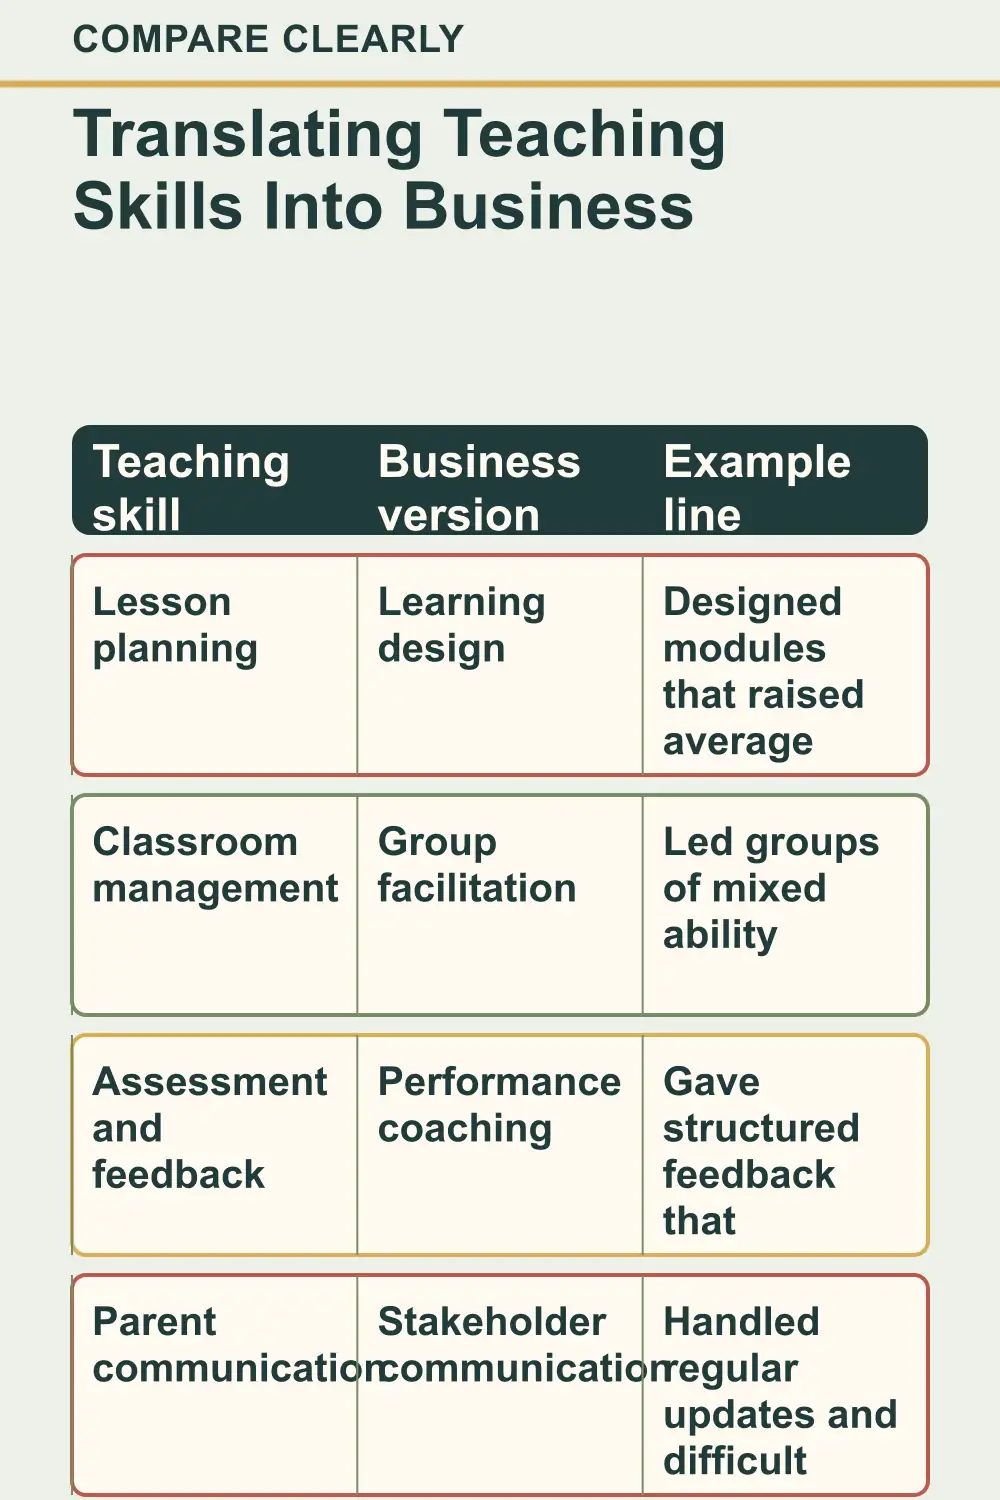 COMPARE CLEARLY
Translating Teaching
Skills Into Business
Teaching
skill
Business
version
Example
line
Lesson
planning
Learning
design
Designed
modules
that raised
average
Classroom
management
Group
facilitation
Led groups
of mixed
ability
Assessment
and
feedback
Performance
coaching
Gave
structured
feedback
that
Parent
communication
Stakeholder
communication
Handled
regular
updates and
difficult